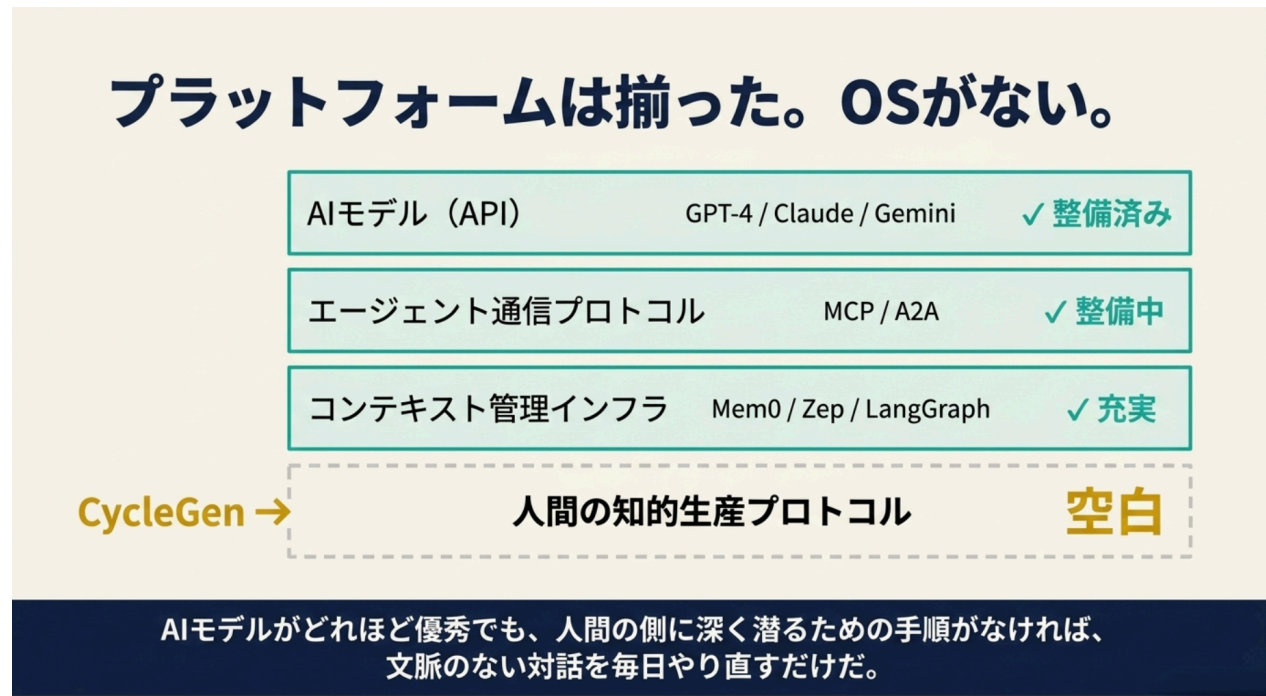 プラットフォームは揃った。OSがない。
AIモデル（API） GPT-4 / Claude / Gemini ✓ 整備済み
エージェント通信プロトコル MCP / A2A ✓ 整備中
コンテキスト管理インフラ Mem0 / Zep / LangGraph ✓ 充実
CycleGen → 人間の知的生産プロトコル 空白
AIモデルがどれほど優秀でも、人間の側に深く潜るための手順がなければ、
文脈のない対話を毎日やり直すだけだ。